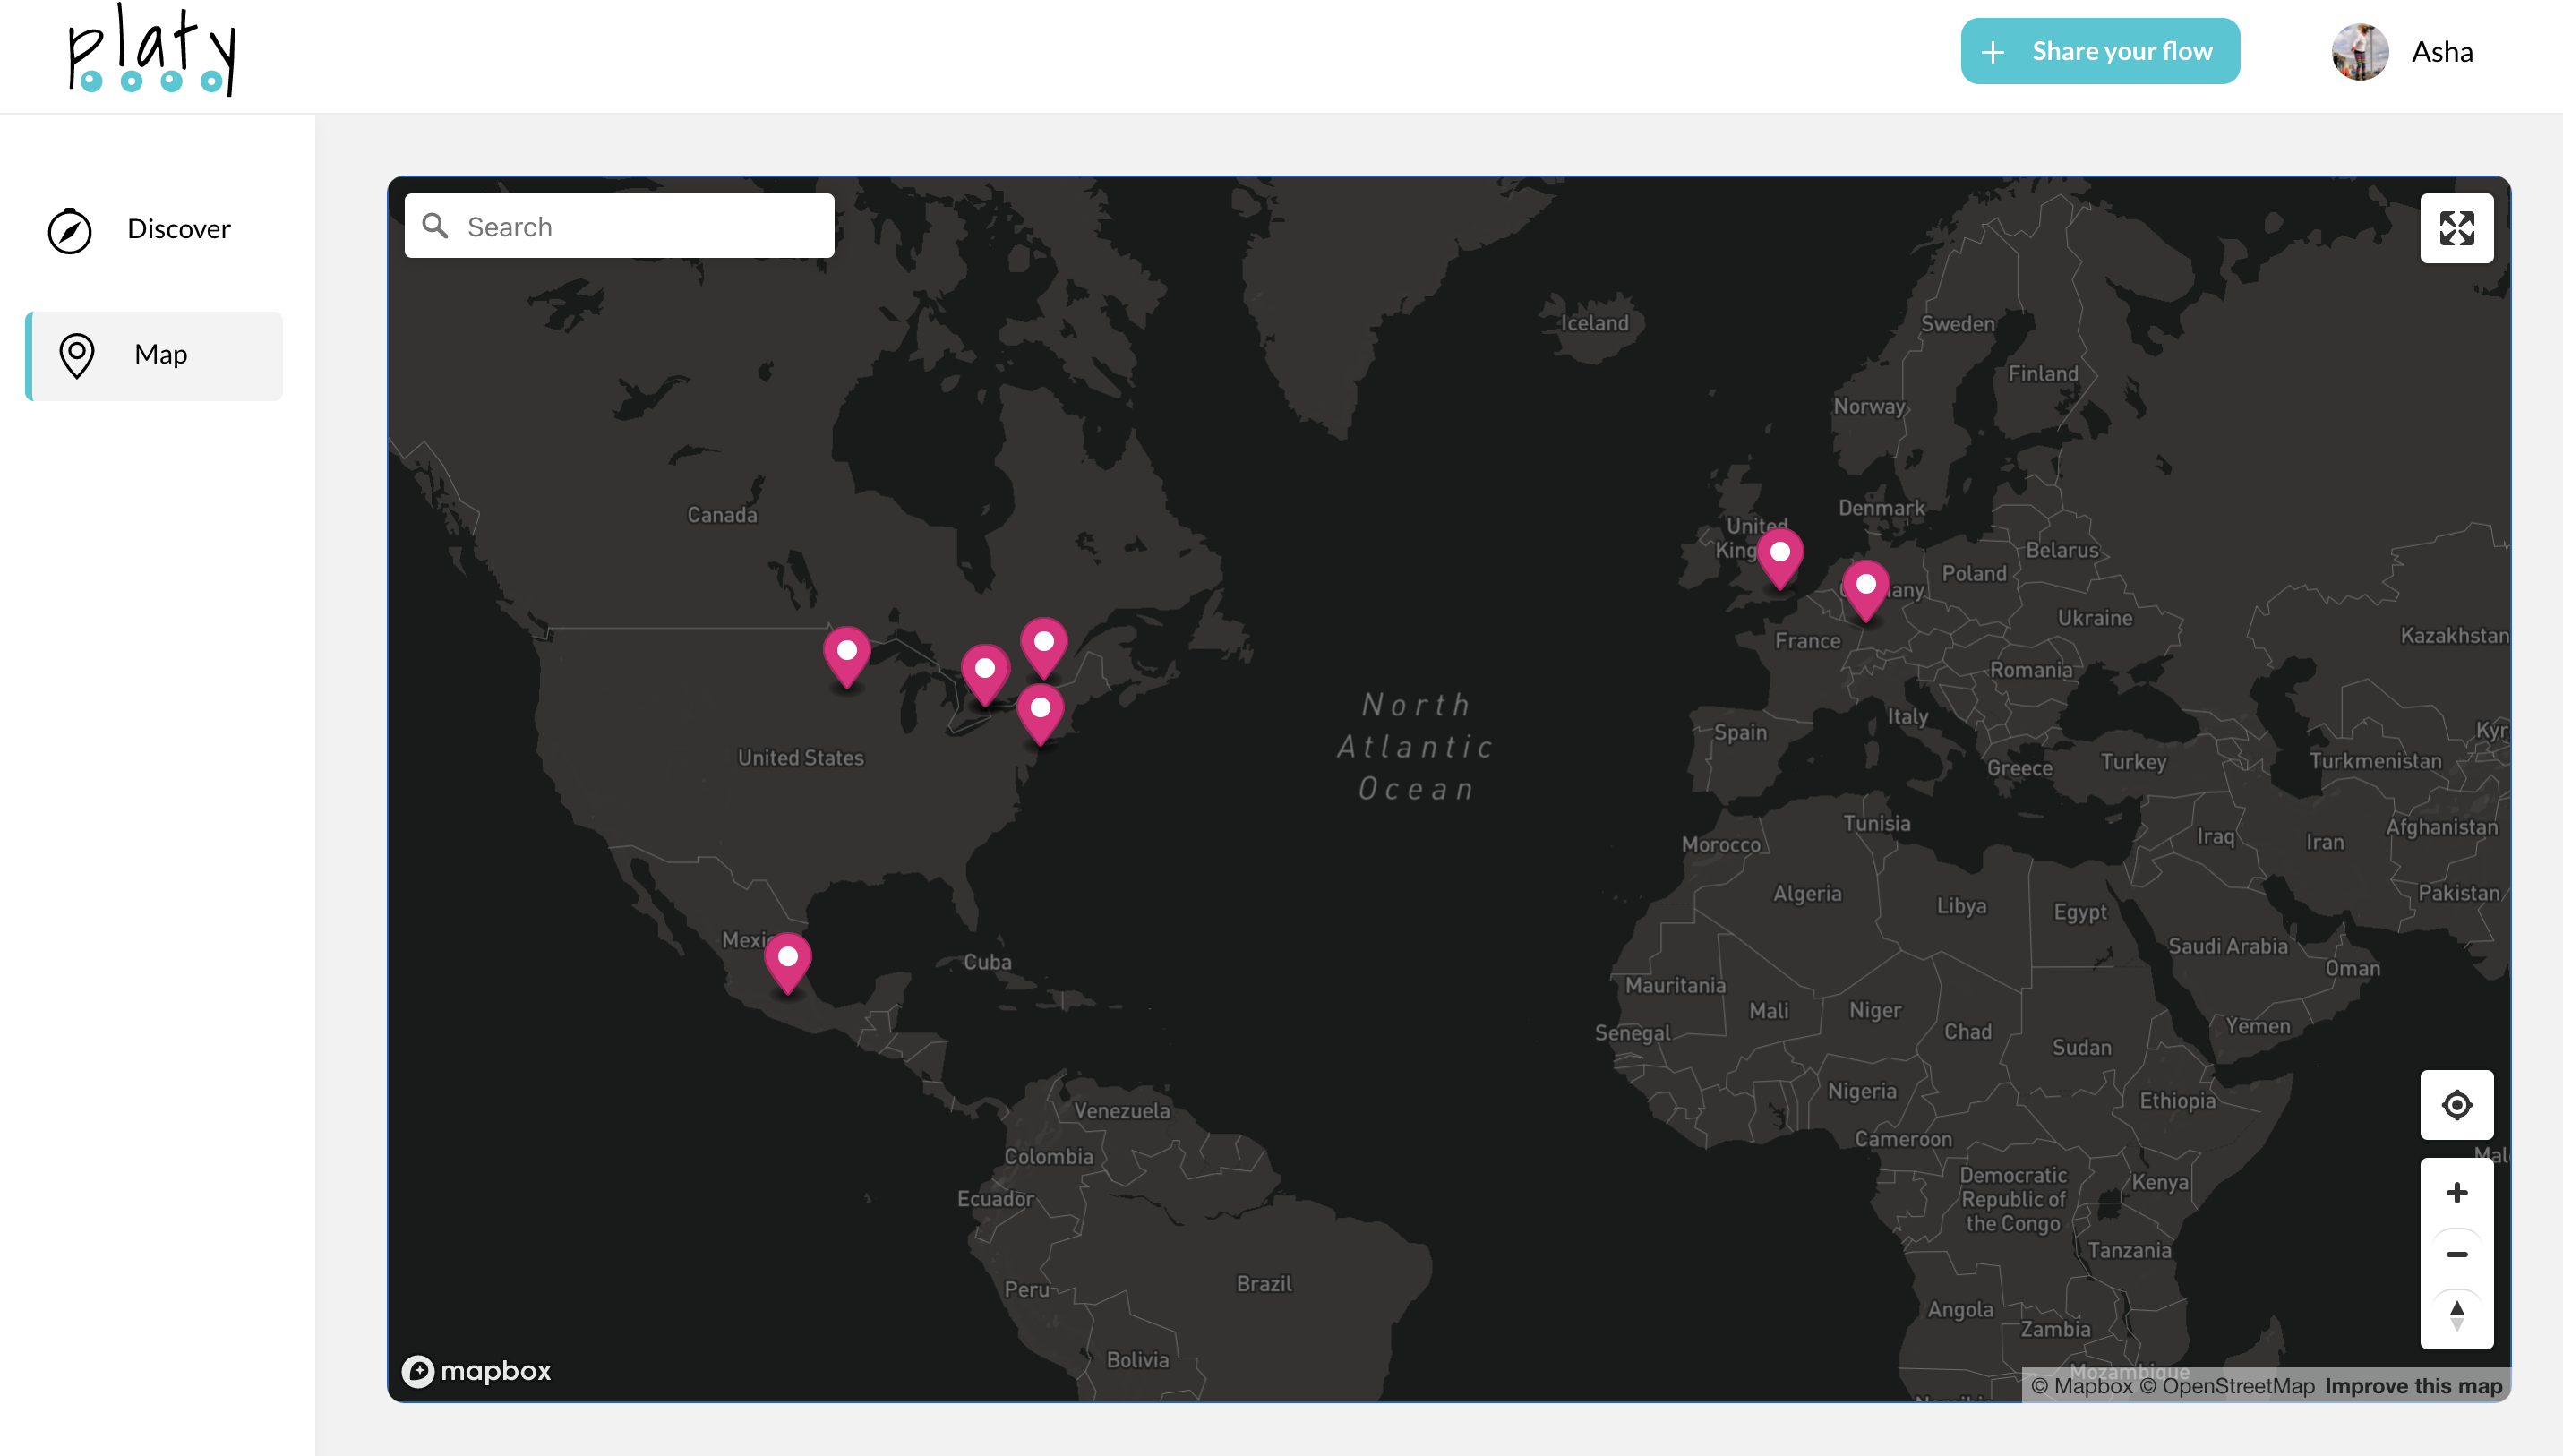 platy
Share your flow
Asha
Discover
Map
Search
Iceland
Sweden
Finland
Norway
Canada
Denmark
United
King
Belarus
Poland
any
Ukraine
France
Kazakhstan
Romania
North
Atlantic
Ocean
Italy
Spain
Kyr
United States
Greece
Turkey
Turkmenistan
Tunisia
Morocco
Iraq
Iran
Afghanistan
Algeria
Libya
Egypt
Pakistan
Mexic
Cuba
Saudi Arabia
Oman
Mauritania
Mali
Niger
Senegal
Chad
Sudan
Yemen
Nigeria
Ethiopia
Venezuela
Cameroon
Colombia
Mal
Democratic
Republic of
the Congo
Kenya
Ecuador
Tanzania
Peru
Brazil
Angola
Zambia
Bolivia
Mozambique
mapbox
© Mapbox © OpenStreetMap Improve this map